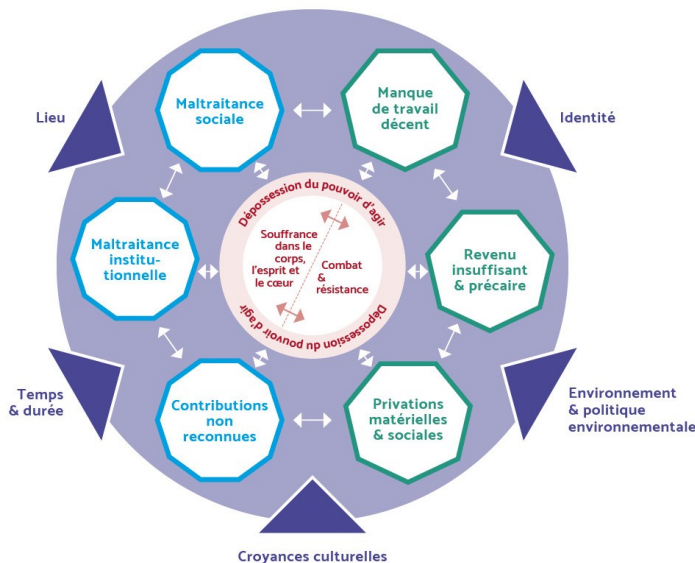 Lieu
Maltraitance
sociale
Manque
de travail
décent
Identité
Maltraitance
institu-
tionnelle
Dépossession du pouvoir d'agir
Souffrance
dans le
corps,
l'esprit et
le cœur
Combat
&
résistance
Dépossession du pouvoir d'agir
Revenu
insuffisant
& précaire
Temps
& durée
Contributions
non
reconnues
Privations
matérielles
& sociales
Environnement
& politique
environnementale
Croyances culturelles